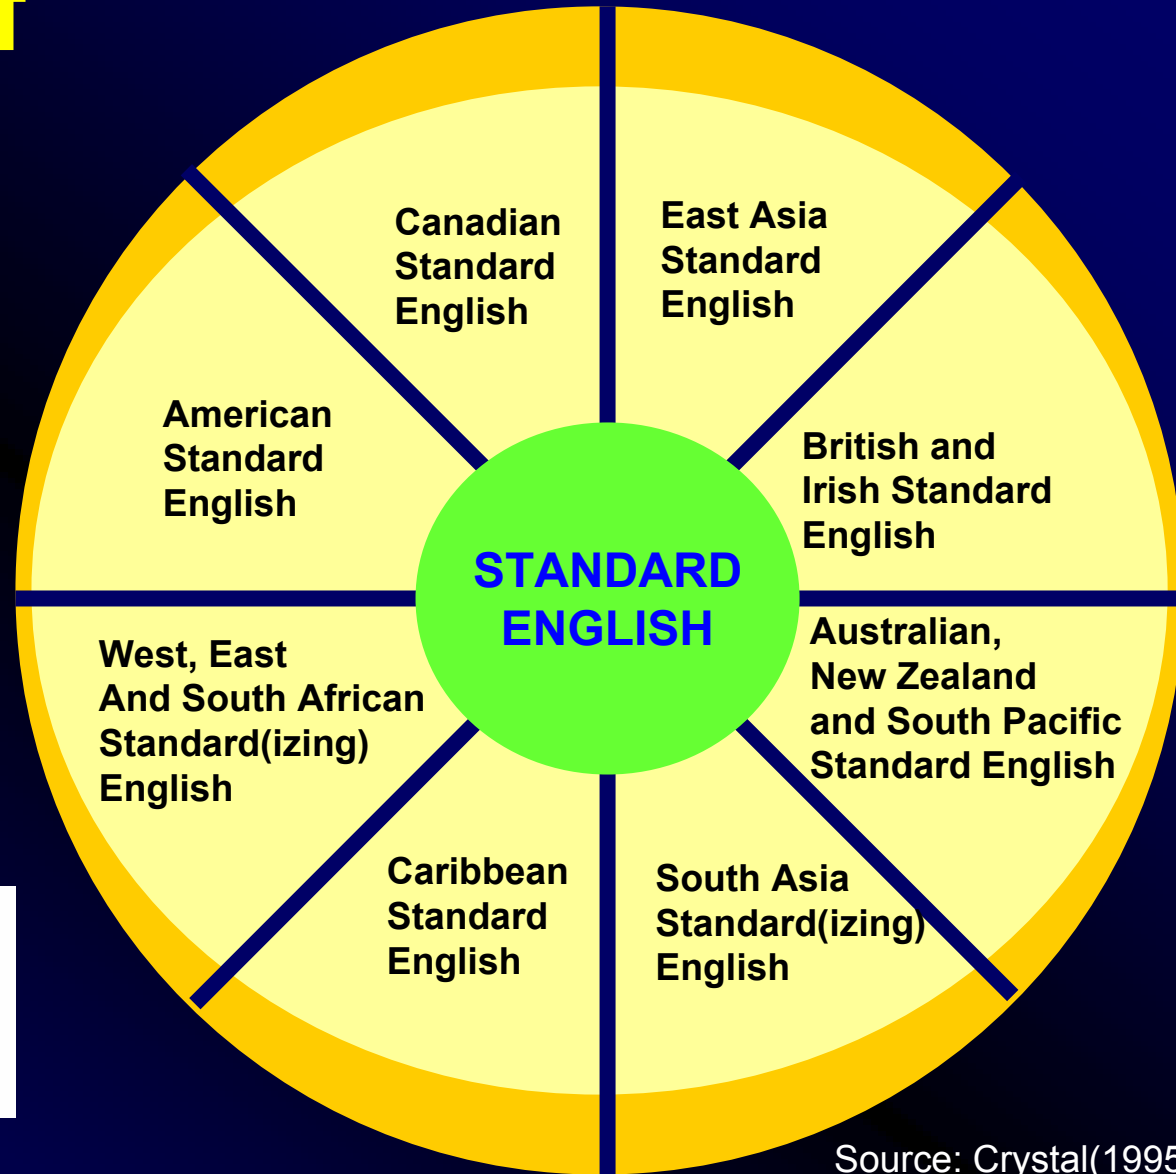 Canadian
Standard
English
East Asia
Standard
English
American
Standard
English
British and
Irish Standard
English
STANDARD
ENGLISH
West, East
And South African
Standard(izing)
English
Australian,
New Zealand
and South Pacific
Standard English
Caribbean
Standard
English
South Asia
Standard(izing)
English
Source: Crystal(1995